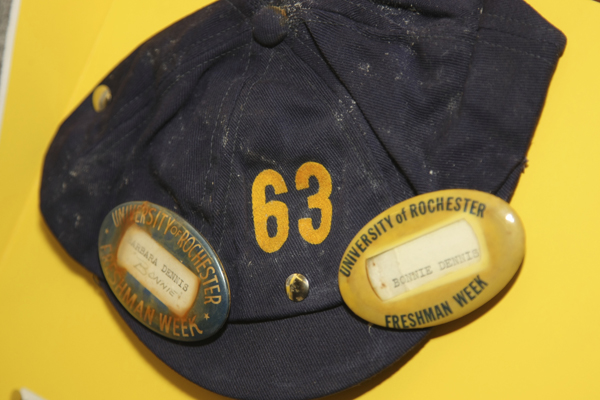 63
UNIVERSITY OF ROCHESTER
BARBARA DENNIS
FRESHMAN WEEK
UNIVERSITY of ROCHESTER
BONNIE DENNIS
FRESHMAN WEEK